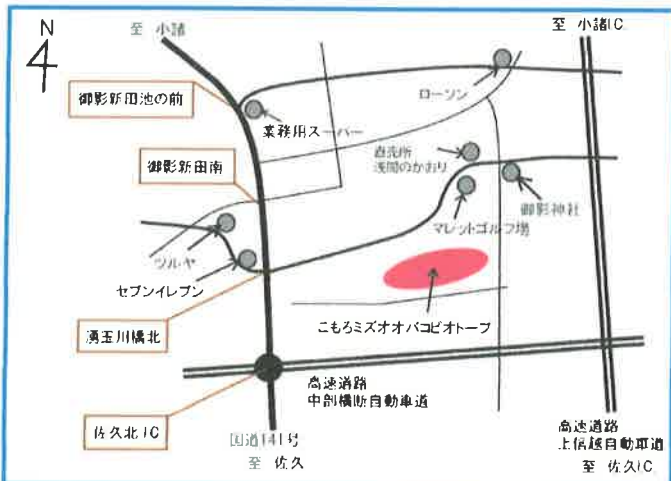 N
至 小諸
至 小諸IC
御影新田池の前
ローソン
業務用スーパー
御影新田南
直売所
浅間のかおり
御影神社
マレットゴルフ場
ツルヤ
セブンイレブン
こもろミズオオバコビオトープ
湧玉川橋北
高速道路
中部横断自動車道
佐久北IC
国道141号
至 佐久
高速道路
上信越自動車道
至 佐久IC